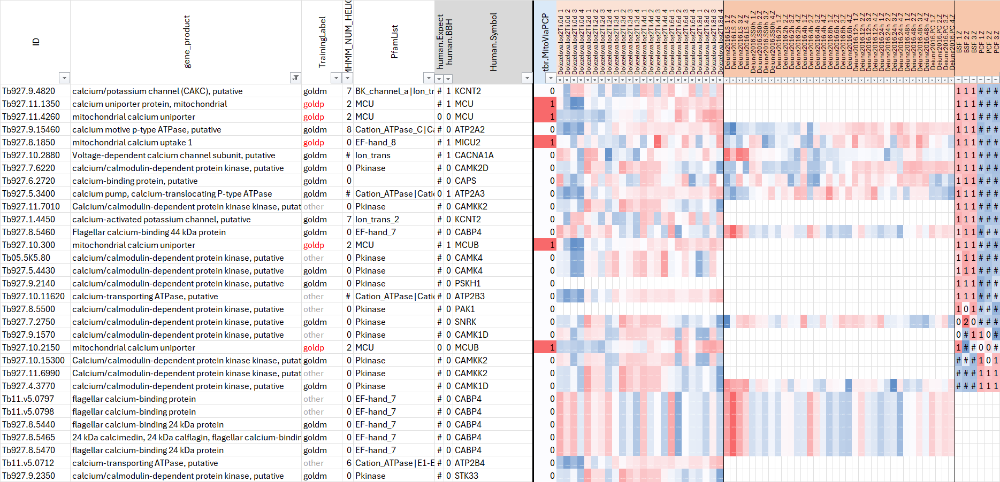 ID gene_product TrainingLabel MHMM_NUM_HELIC PfamList human.Expect human.BBH Human.Symbol tbr.MitoViaPCP
Dolezelova.log2Tli.0d 1 Dolezelova.log2Tli.0d 2 Dolezelova.log2Tli.0d 3 Dolezelova.log2Tli.0d 4 Dolezelova.log2Tli.2d 1 Dolezelova.log2Tli.2d 2 Dolezelova.log2Tli.2d 3 Dolezelova.log2Tli.2d 4 Dolezelova.log2Tli.3d 1 Dolezelova.log2Tli.3d 2 Dolezelova.log2Tli.3d 3 Dolezelova.log2Tli.3d 4 Dolezelova.log2Tli.4d 1 Dolezelova.log2Tli.4d 2 Dolezelova.log2Tli.4d 3 Dolezelova.log2Tli.4d 4 Dolezelova.log2Tli.6d 1 Dolezelova.log2Tli.6d 2 Dolezelova.log2Tli.6d 3 Dolezelova.log2Tli.6d 4 Dolezelova.log2Tli.8d 1 Dolezelova.log2Tli.8d 2 Dolezelova.log2Tli.8d 3 Dolezelova.log2Tli.8d 4
Dejung2016.LS 1.Z Dejung2016.LS 2.Z Dejung2016.LS 3.Z Dejung2016.LS 4.Z Dejung2016.SS0h 1.Z Dejung2016.SS0h 2.Z Dejung2016.SS0h 3.Z Dejung2016.SS0h 4.Z Dejung2016.2h 1.Z Dejung2016.2h 2.Z Dejung2016.2h 3.Z Dejung2016.2h 4.Z Dejung2016.4h 1.Z Dejung2016.4h 2.Z Dejung2016.4h 3.Z Dejung2016.4h 4.Z Dejung2016.6h 1.Z Dejung2016.6h 2.Z Dejung2016.6h 3.Z Dejung2016.6h 4.Z Dejung2016.12h 1.Z Dejung2016.12h 2.Z Dejung2016.12h 3.Z Dejung2016.12h 4.Z Dejung2016.24h 1.Z Dejung2016.24h 2.Z Dejung2016.24h 3.Z Dejung2016.24h 4.Z Dejung2016.48h 1.Z Dejung2016.48h 2.Z Dejung2016.48h 3.Z Dejung2016.48h 4.Z Dejung2016.PC 1.Z Dejung2016.PC 2.Z Dejung2016.PC 3.Z Dejung2016.PC 4.Z
BSF 1.Z BSF 2.Z BSF 3.Z PCF 1.Z PCF 2.Z PCF 3.Z
Tb927.9.4820 calcium/potassium channel (CAKC), putative goldm 7 BK_channel_a|Ion_tr # 1 KCNT2 0 1 1 1 # # #
Tb927.11.1350 calcium uniporter protein, mitochondrial goldp 2 MCU # 1 MCU 1 1 1 1 # # #
Tb927.11.4260 mitochondrial calcium uniporter goldp 2 MCU 0 0 MCU 1 1 1 1 # # #
Tb927.9.15460 calcium motive p-type ATPase, putative goldm 8 Cation_ATPase_C|Ca # 0 ATP2A2 0 1 1 1 # # #
Tb927.8.1850 mitochondrial calcium uptake 1 goldp 0 EF-hand_8 # 1 MICU2 1 1 1 1 # # #
Tb927.10.2880 Voltage-dependent calcium channel subunit, putative goldm # Ion_trans # 1 CACNA1A 0 1 1 1 # # #
Tb927.7.6220 calcium/calmodulin-dependent protein kinase, putative goldm 0 Pkinase # 0 CAMK2D 0 1 1 1 # # #
Tb927.6.2720 calcium-binding protein, putative goldm 0 # 0 CAPS 0 1 1 1 # # #
Tb927.5.3400 calcium pump, calcium-translocating P-type ATPase goldm # Cation_ATPase|Catic 0 1 ATP2A3 0 1 1 1 # # #
Tb927.11.7010 Calcium/calmodulin-dependent protein kinase kinase, putat other 0 Pkinase # 0 CAMKK2 0 1 1 1 # # #
Tb927.1.4450 calcium-activated potassium channel, putative goldm 7 Ion_trans_2 # 0 KCNT2 0 1 1 1 # # #
Tb927.8.5460 Flagellar calcium-binding 44 kDa protein goldm 0 EF-hand_7 # 0 CABP4 0 1 1 1 # # #
Tb927.10.300 mitochondrial calcium uniporter goldp 2 MCU # 1 MCUB 1 1 1 1 # # #
Tb05.5K5.80 calcium/calmodulin-dependent protein kinase, putative other 0 Pkinase # 0 CAMK4 0 1 1 1 # # #
Tb927.5.4430 calcium/calmodulin-dependent protein kinase, putative goldm 0 Pkinase # 0 CAMK4 0 1 1 1 # # #
Tb927.9.2140 calcium/calmodulin-dependent protein kinase, putative goldm 0 Pkinase # 0 PSKH1 0 1 1 1 # # #
Tb927.10.11620 calcium-transporting ATPase, putative other # Cation_ATPase|Catic # 0 ATP2B3 0 1 1 1 # # #
Tb927.8.5500 calcium/calmodulin-dependent protein kinase, putative other 0 Pkinase # 0 PAK1 0 1 0 1 # # #
Tb927.7.2750 calcium/calmodulin-dependent protein kinase, putative goldm 0 Pkinase # 0 SNRK 0 0 2 0 # # #
Tb927.9.1570 calcium/calmodulin-dependent protein kinase, putative other 0 Pkinase # 0 CAMK1D 0 0 # 1 1 0 #
Tb927.10.2150 mitochondrial calcium uniporter goldp 2 MCU 0 0 MCUB 1 1 # # 0 0 #
Tb927.10.15300 Calcium/calmodulin-dependent protein kinase kinase, putat goldm 0 Pkinase # 0 CAMKK2 0 # # # 1 0 1
Tb927.11.6990 Calcium/calmodulin-dependent protein kinase kinase, putat other 0 Pkinase # 0 CAMKK2 0 # # # 1 1 1
Tb927.4.3770 calcium/calmodulin-dependent protein kinase, putative goldm 0 Pkinase # 0 CAMK1D 0 # # # 1 1 1
Tb11.v5.0797 flagellar calcium-binding protein other 0 EF-hand_7 # 0 CABP4 0
Tb11.v5.0798 flagellar calcium-binding protein other 0 EF-hand_7 # 0 CABP4 0
Tb927.8.5440 flagellar calcium-binding 24 kDa protein goldm 0 EF-hand_7 # 0 CABP4 0
Tb927.8.5465 24 kDa calcimedin, 24 kDa calflagin, flagellar calcium-bindin goldm 0 EF-hand_7 # 0 CABP4 0
Tb927.8.5470 flagellar calcium-binding 24 kDa protein goldm 0 EF-hand_7 # 0 CABP4 0
Tb11.v5.0712 calcium-transporting ATPase, putative other 6 Cation_ATPase|E1-E # 0 ATP2B4 0
Tb927.9.2350 calcium/calmodulin-dependent protein kinase, putative goldm 0 Pkinase # 0 STK33 0